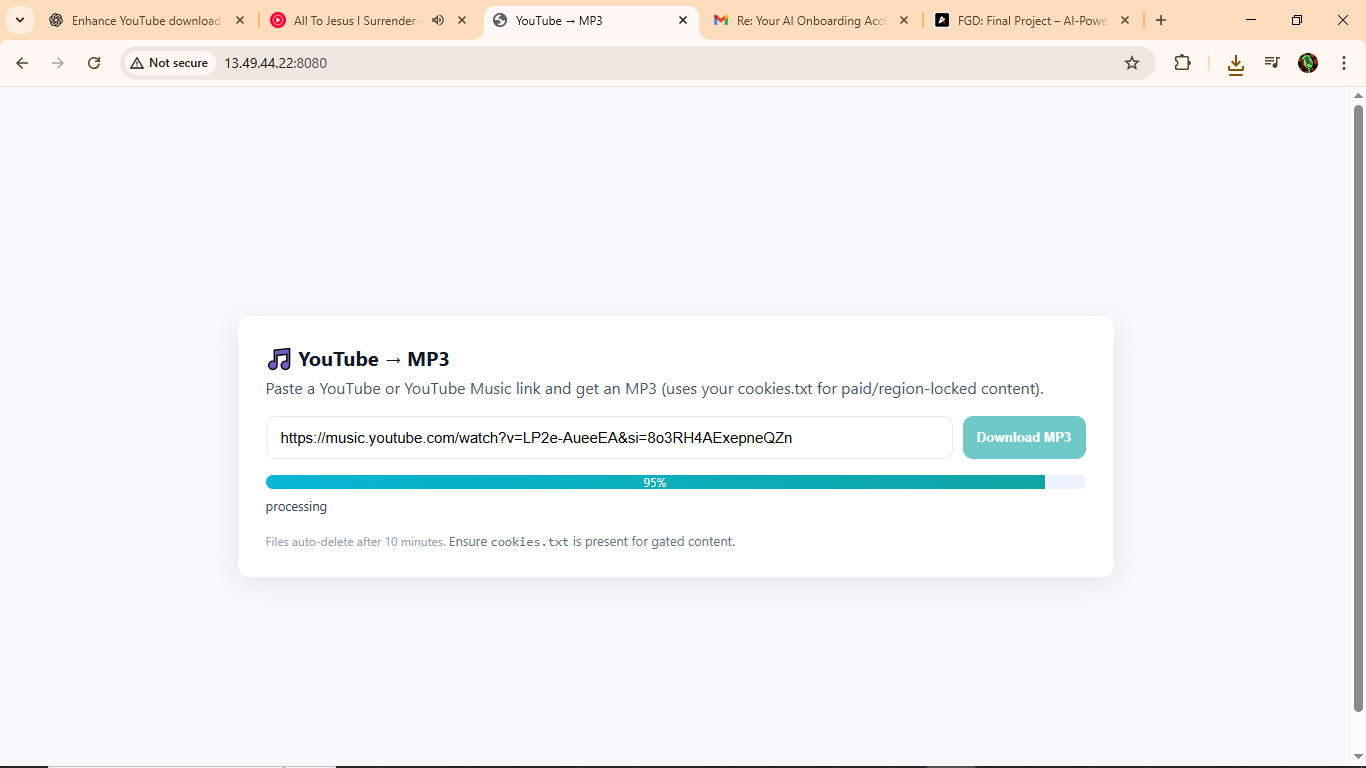 Enhance YouTube download
All To Jesus I Surrender -
YouTube → MP3
Re: Your AI Onboarding Acce
FGD: Final Project – AI-Powe
Not secure
13.49.44.22:8080
YouTube → MP3
Paste a YouTube or YouTube Music link and get an MP3 (uses your cookies.txt for paid/region-locked content).
https://music.youtube.com/watch?v=LP2e-AueeEA&si=8o3RH4AExepneQZn
Download MP3
95%
processing
Files auto-delete after 10 minutes. Ensure cookies.txt is present for gated content.